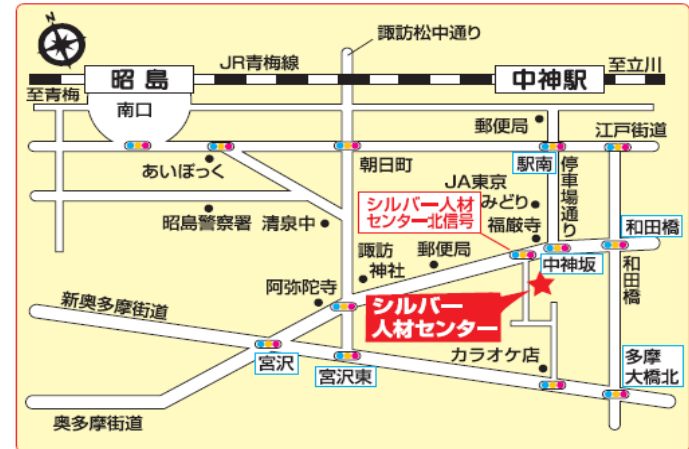 N
諏訪松中通り
昭島
JR青梅線
中神駅
至立川
至青梅
南口
郵便局
江戸街道
あいぽっく
朝日町
駅南
停車場通り
JA東京
みどり
シルバー人材
センター北信号
福厳寺
昭島警察署
清泉中
和田橋
諏訪
神社
郵便局
中神坂
和田橋
阿弥陀寺
新奥多摩街道
シルバー
人材センター
カラオケ店
多摩
大橋北
宮沢
宮沢東
奥多摩街道